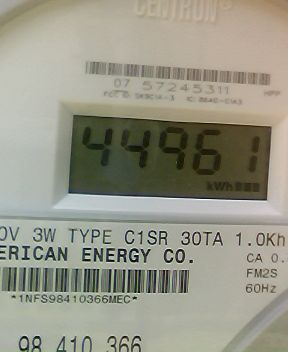 CENTRON®
07 57245311
44961
kWh
0V 3W TYPE C1SR 30TA 1.0Kh
ERICAN ENERGY CO.
CA 0.
FM2S
*1NFS98410366MEC*
60Hz
98 410 366